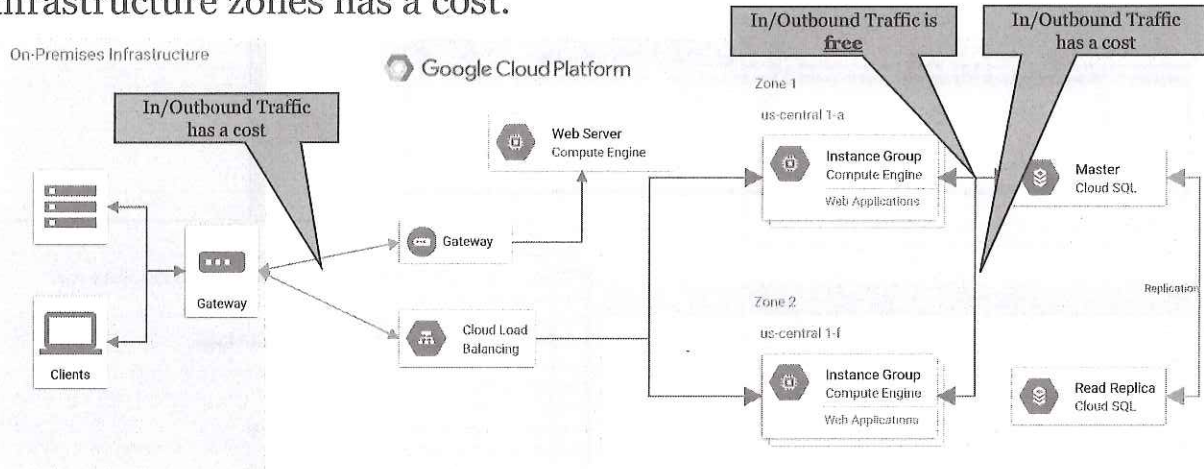 infrastructure zones has a cost.
On-Premises Infrastructure
Google Cloud Platform
In/Outbound Traffic
has a cost
In/Outbound Traffic is
free
In/Outbound Traffic
has a cost
Zone 1
us-central 1-a
Web Server
Compute Engine
Instance Group
Compute Engine
Web Applications
Master
Cloud SQL
Gateway
Gateway
Replication
Zone 2
us-central 1-f
Cloud Load
Balancing
Clients
Instance Group
Compute Engine
Web Applications
Read Replica
Cloud SQL